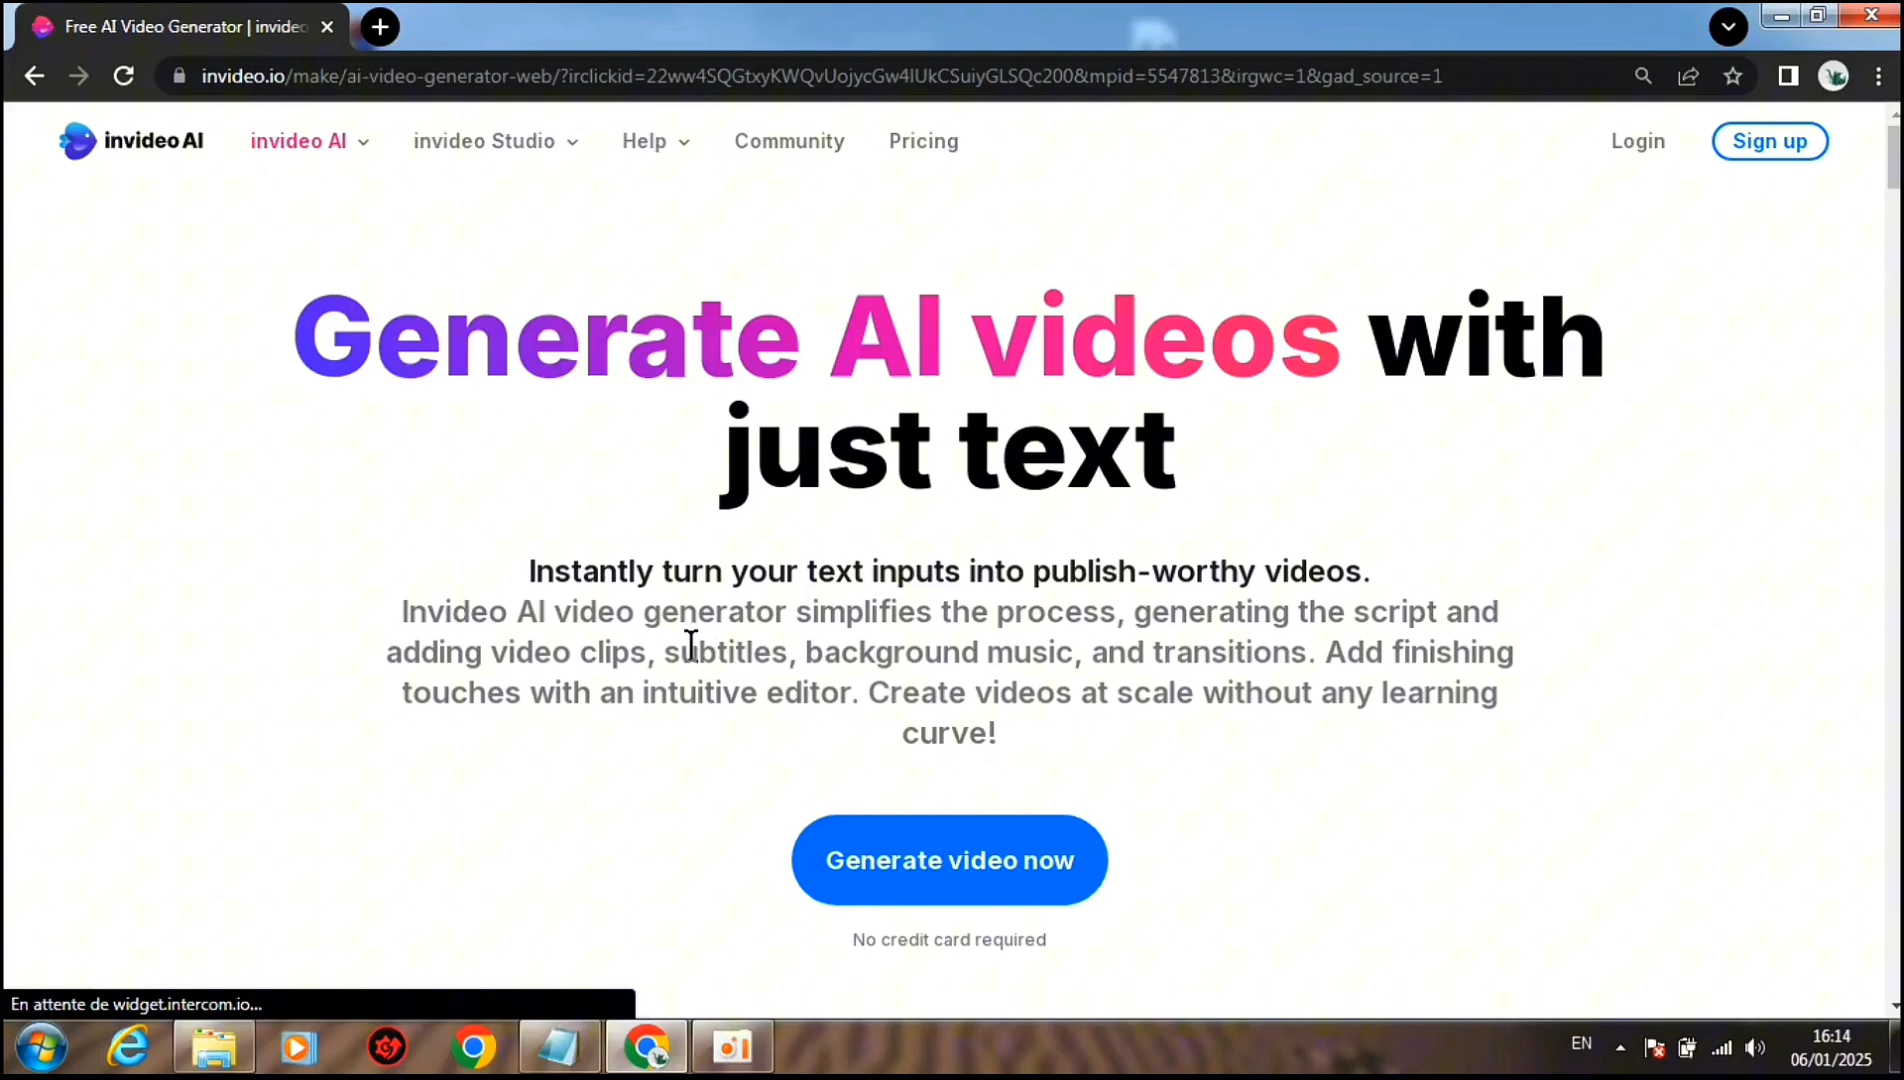 Free AI Video Generator | invideo
invideo.io/make/ai-video-generator-web/?irclickid=22ww4SQGtxyKWQvUojycGw4IUkCSuiyGLSQc200&mpid=5547813&irgwc=1&gad_source=1
invideo AI
invideo AI
invideo Studio
Help
Community
Pricing
Login
Sign up
Generate AI videos with
just text
Instantly turn your text inputs into publish-worthy videos.
Invideo AI video generator simplifies the process, generating the script and
adding video clips, subtitles, background music, and transitions. Add finishing
touches with an intuitive editor. Create videos at scale without any learning
curve!
Generate video now
No credit card required
En attente de widget.intercom.io...
EN
16:14
06/01/2025